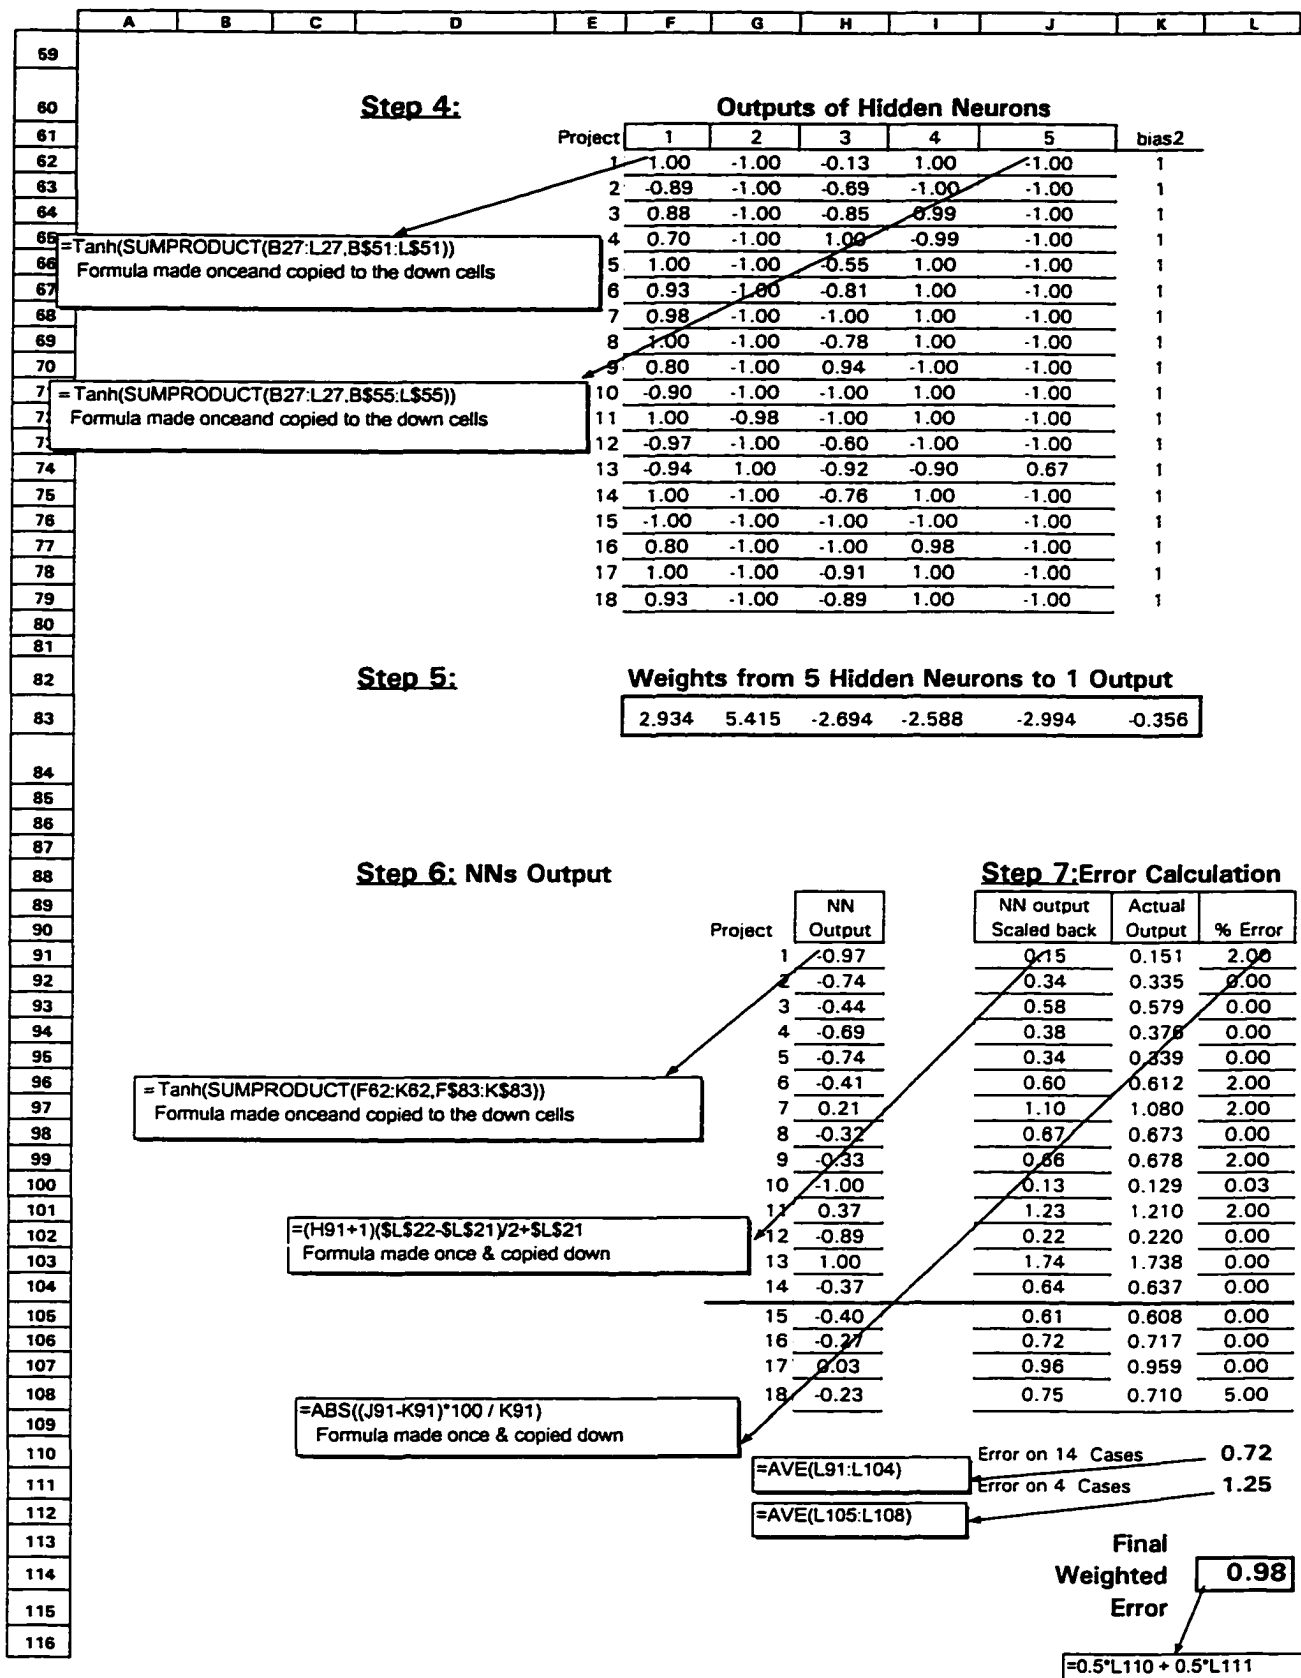 A B C D E F G H I J K L
59
60 Step 4: Outputs of Hidden Neurons
61 Project 1 2 3 4 5 bias2
62 1 1.00 -1.00 -0.13 1.00 -1.00 1
63 2 -0.89 -1.00 -0.69 -1.00 -1.00 1
64 3 0.88 -1.00 -0.85 0.99 -1.00 1
65 =Tanh(SUMPRODUCT(B27:L27,B$51:L$51)) 4 0.70 -1.00 1.00 -0.99 -1.00 1
66 Formula made onceand copied to the down cells 5 1.00 -1.00 -0.55 1.00 -1.00 1
67 6 0.93 -1.00 -0.81 1.00 -1.00 1
68 7 0.98 -1.00 -1.00 1.00 -1.00 1
69 8 1.00 -1.00 -0.78 1.00 -1.00 1
70 9 0.80 -1.00 0.94 -1.00 -1.00 1
= Tanh(SUMPRODUCT(B27:L27,B$55:L$55)) 10 -0.90 -1.00 -1.00 1.00 -1.00 1
Formula made onceand copied to the down cells 11 1.00 -0.98 -1.00 1.00 -1.00 1
12 -0.97 -1.00 -0.60 -1.00 -1.00 1
74 13 -0.94 1.00 -0.92 -0.90 0.67 1
75 14 1.00 -1.00 -0.76 1.00 -1.00 1
76 15 -1.00 -1.00 -1.00 -1.00 -1.00 1
77 16 0.80 -1.00 -1.00 0.98 -1.00 1
78 17 1.00 -1.00 -0.91 1.00 -1.00 1
79 18 0.93 -1.00 -0.89 1.00 -1.00 1
80
81
82 Step 5: Weights from 5 Hidden Neurons to 1 Output
83 2.934 5.415 -2.694 -2.588 -2.994 -0.356
84
85
86
87
88 Step 6: NNs Output Step 7:Error Calculation
89 NN NN output Actual
90 Project Output Scaled back Output % Error
91 1 -0.97 0.15 0.151 2.00
92 2 -0.74 0.34 0.335 0.00
93 3 -0.44 0.58 0.579 0.00
94 4 -0.69 0.38 0.376 0.00
95 5 -0.74 0.34 0.339 0.00
96 = Tanh(SUMPRODUCT(F62:K62,F$83:K$83)) 6 -0.41 0.60 0.612 2.00
97 Formula made onceand copied to the down cells 7 0.21 1.10 1.080 2.00
98 8 -0.32 0.67 0.673 0.00
99 9 -0.33 0.66 0.678 2.00
100 10 -1.00 0.13 0.129 0.03
101 11 0.37 1.23 1.210 2.00
102 =(H91+1)($L$22-$L$21)/2+$L$21 12 -0.89 0.22 0.220 0.00
103 Formula made once & copied down 13 1.00 1.74 1.738 0.00
104 14 -0.37 0.64 0.637 0.00
105 15 -0.40 0.61 0.608 0.00
106 16 -0.27 0.72 0.717 0.00
107 17 0.03 0.96 0.959 0.00
108 18 -0.23 0.75 0.710 5.00
=ABS((J91-K91)*100 / K91)
109 Formula made once & copied down
110 =AVE(L91:L104) Error on 14 Cases 0.72
111 Error on 4 Cases 1.25
112 =AVE(L105:L108)
113 Final
114 Weighted 0.98
115 Error
116
=0.5*L110 + 0.5*L111